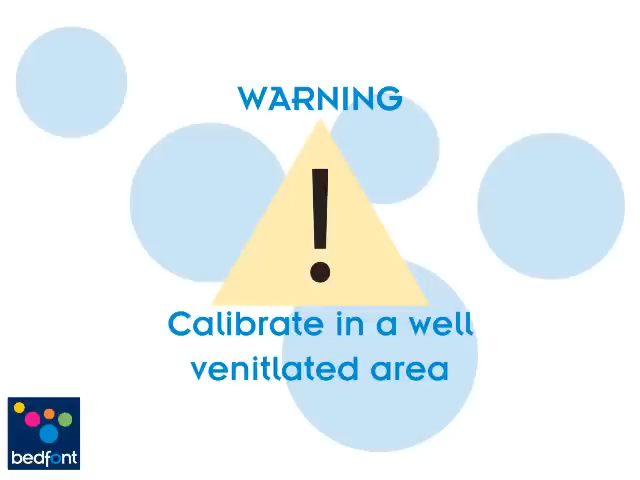 WARNING
!
Calibrate in a well
venitlated area
bedfont